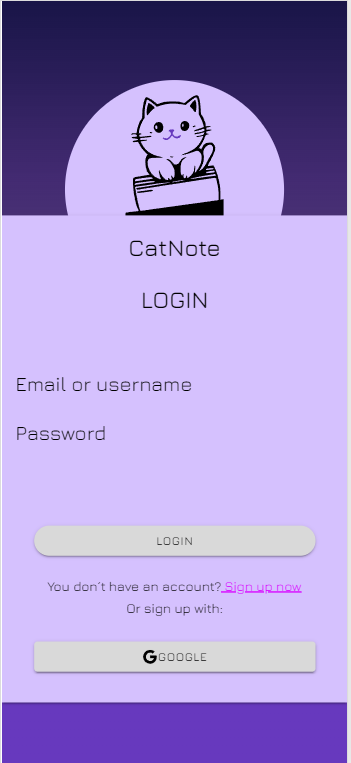 CatNote
LOGIN
Email or username
Password
LOGIN
You don´t have an account? Sign up now
Or sign up with:
GOOGLE